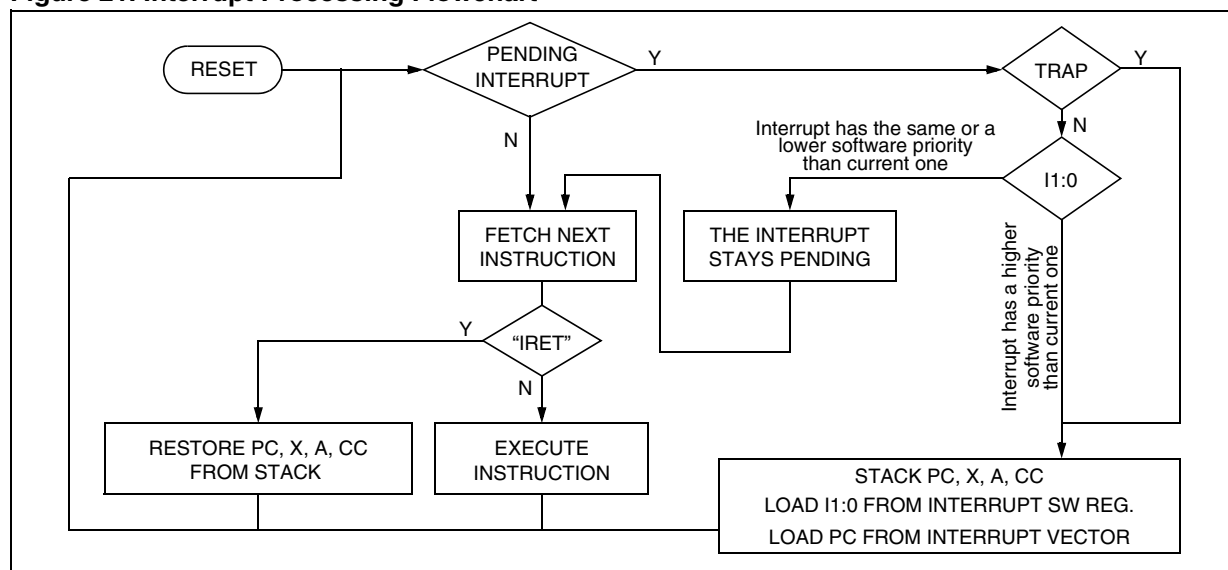 Figure 21. Interrupt Processing Flowchart
RESET
PENDING
INTERRUPT
Y
TRAP
Y
N
N
Interrupt has the same or a
lower software priority
than current one
I1:0
FETCH NEXT
INSTRUCTION
THE INTERRUPT
STAYS PENDING
Interrupt has a higher
software priority
than current one
Y
“IRET”
N
RESTORE PC, X, A, CC
FROM STACK
EXECUTE
INSTRUCTION
STACK PC, X, A, CC
LOAD I1:0 FROM INTERRUPT SW REG.
LOAD PC FROM INTERRUPT VECTOR